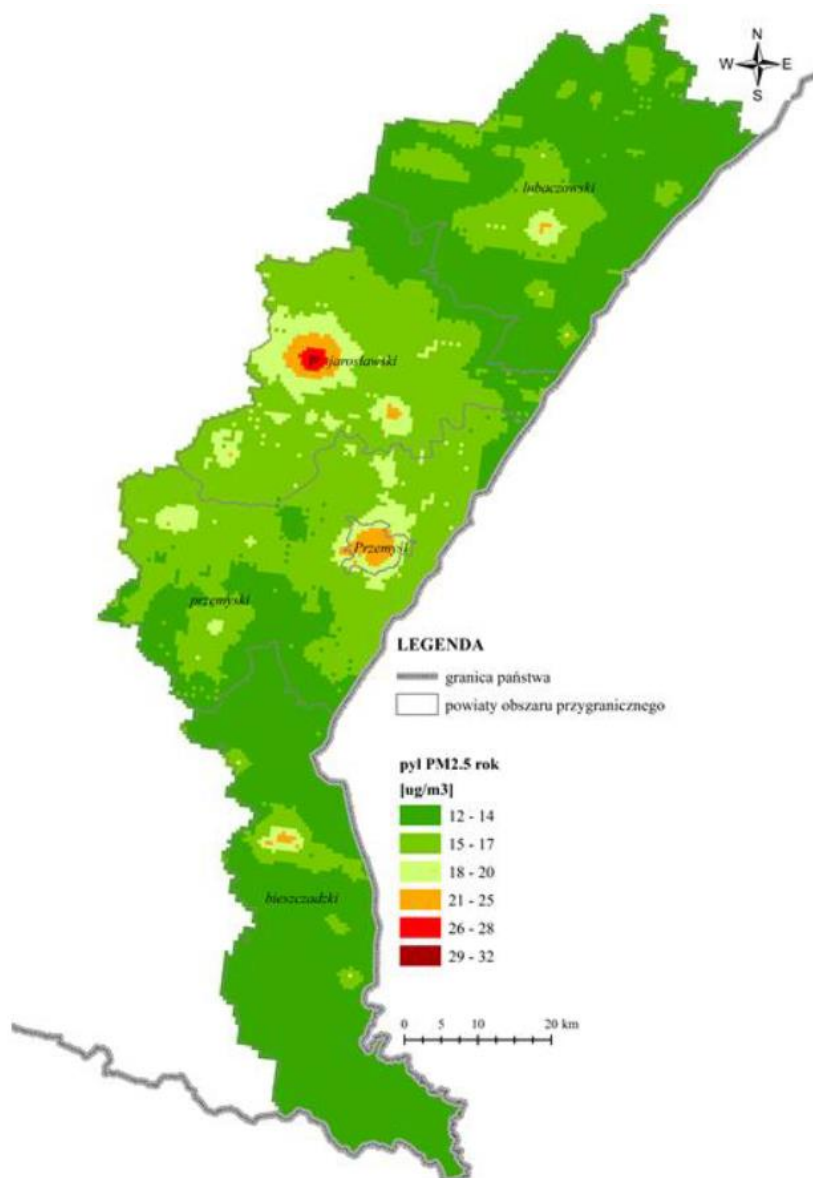 N
W E
S
lubaczowski
jarosławski
Przemyśl
przemyski
LEGENDA
granica państwa
powiaty obszaru przygranicznego
pył PM2.5 rok
[ug/m3]
12 - 14
15 - 17
18 - 20
21 - 25
26 - 28
29 - 32
bieszczadzki
0 5 10 20 km